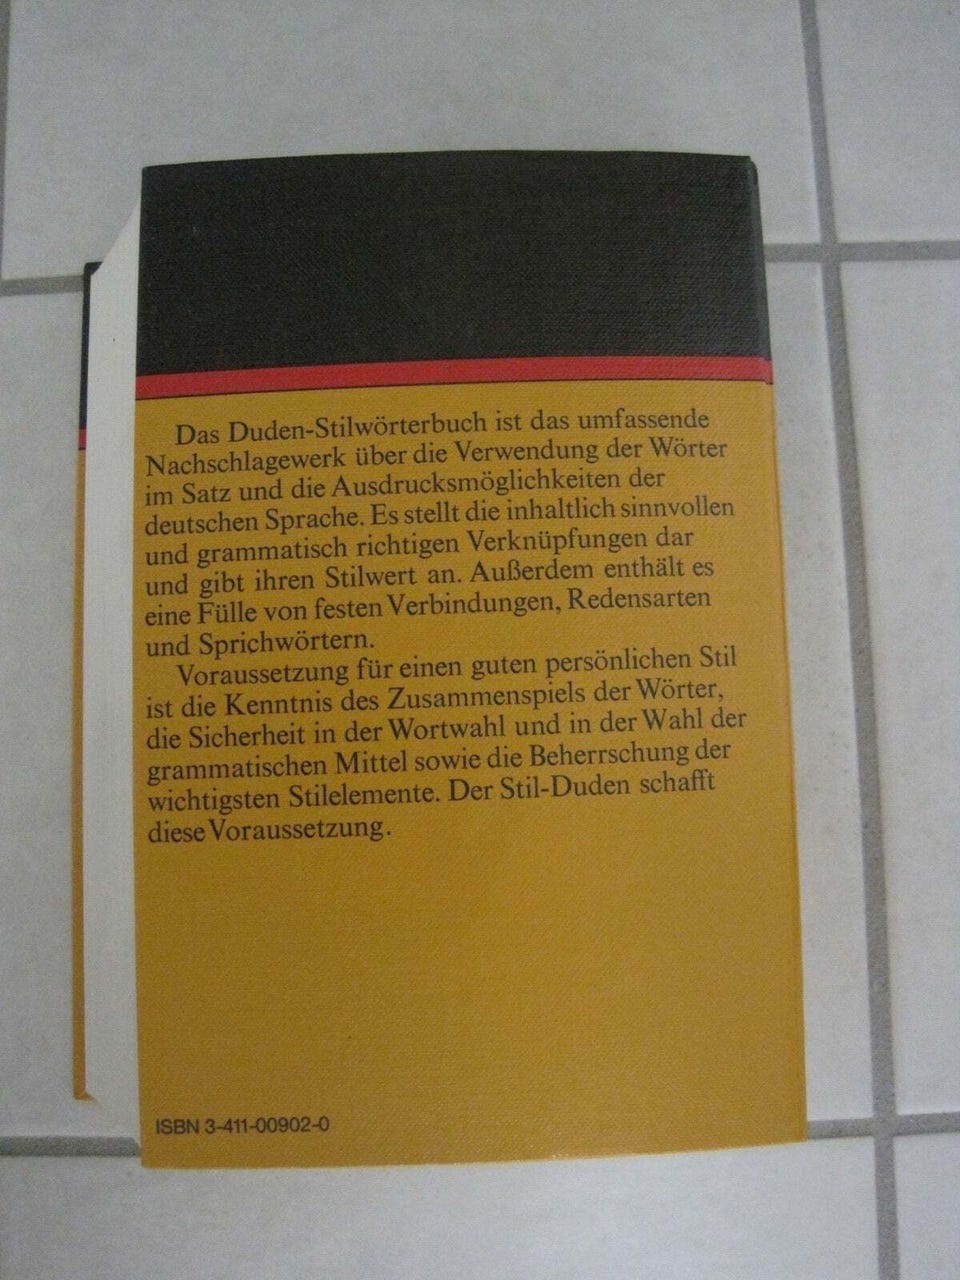 Das Duden-Stilwörterbuch ist das umfassende
Nachschlagewerk über die Verwendung der Wörter
im Satz und die Ausdrucksmöglichkeiten der
deutschen Sprache. Es stellt die inhaltlich sinnvollen
und grammatisch richtigen Verknüpfungen dar
und gibt ihren Stilwert an. Außerdem enthält es
eine Fülle von festen Verbindungen, Redensarten
und Sprichwörtern.
Voraussetzung für einen guten persönlichen Stil
ist die Kenntnis des Zusammenspiels der Wörter,
die Sicherheit in der Wortwahl und in der Wahl der
grammatischen Mittel sowie die Beherrschung der
wichtigsten Stilelemente. Der Stil-Duden schafft
diese Voraussetzung.
ISBN 3-411-00902-0